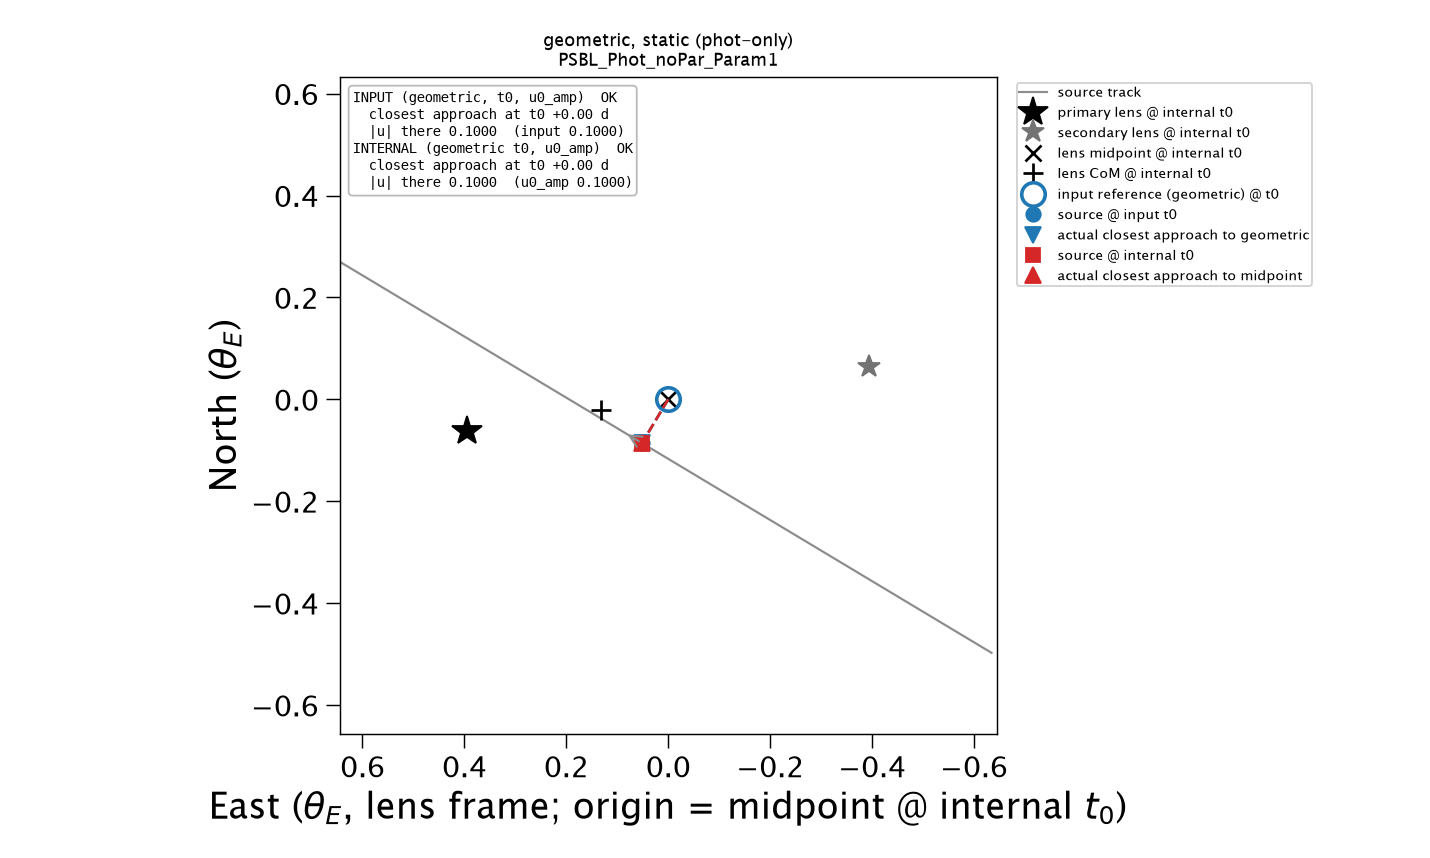 geometric, static (phot-only)
PSBL_Phot_noPar_Param1
INPUT (geometric, t0, u0_amp)  OK
closest approach at t0 +0.00 d
|u| there 0.1000  (input 0.1000)
INTERNAL (geometric t0, u0_amp)  OK
closest approach at t0 +0.00 d
|u| there 0.1000  (u0_amp 0.1000)
source track
primary lens @ internal t0
secondary lens @ internal t0
lens midpoint @ internal t0
lens CoM @ internal t0
input reference (geometric) @ t0
source @ input t0
actual closest approach to geometric
source @ internal t0
actual closest approach to midpoint
North (θ_E)
0.6
0.4
0.2
0.0
−0.2
−0.4
−0.6
0.6 0.4 0.2 0.0 −0.2 −0.4 −0.6
East (θ_E, lens frame; origin = midpoint @ internal t_0)